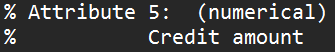 % Attribute 5:  (numerical)
%          Credit amount